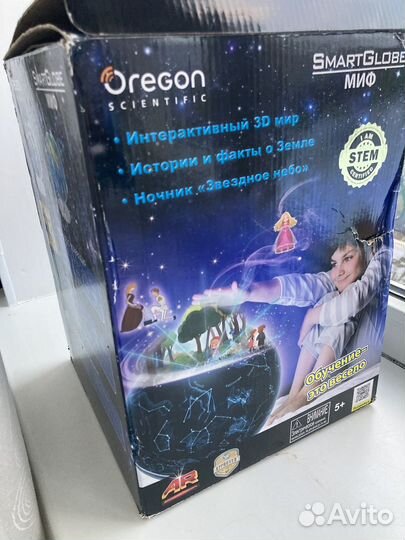 SMARTGLOBE
oregon
SCIENTIFIC
SMARTGLOBE
МИФ
• Интерактивный 3D мир
• Истории и факты о Земле
• Ночник «Звездное небо»
I AM
STEM
CERTIFIED
Обучение–
это весело
ВНИМАНИЕ
5+
AR
Avito